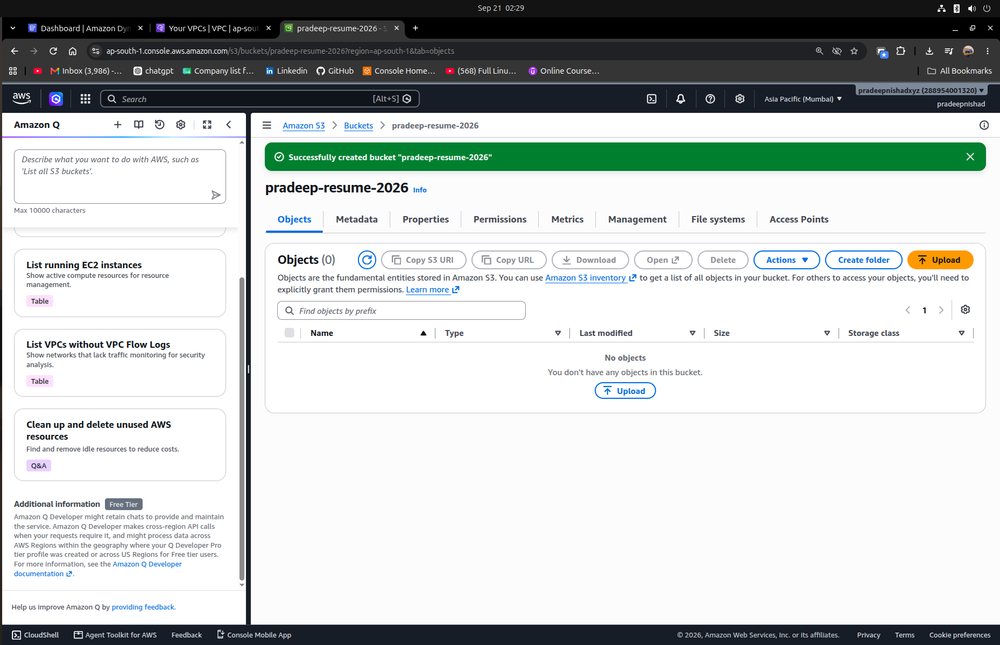 Sep 21 02:29
Dashboard | Amazon Dyn
Your VPCs | VPC | ap-sout
pradeep-resume-2026 - S
ap-south-1.console.aws.amazon.com/s3/buckets/pradeep-resume-2026?region=ap-south-1&tab=objects
Inbox (3,986) -...
chatgpt
Company list f...
Linkedin
GitHub
Console Home...
(568) Full Linu...
Online Course...
All Bookmarks
aws
Search
[Alt+S]
Asia Pacific (Mumbai)
pradeepnishadxyz (288954001320)
pradeepnishad
Amazon Q
Describe what you want to do with AWS, such as
'List all S3 buckets'.
Max 10000 characters
List running EC2 instances
Show active compute resources for resource
management.
Table
List VPCs without VPC Flow Logs
Show networks that lack traffic monitoring for security
analysis.
Table
Clean up and delete unused AWS
resources
Find and remove idle resources to reduce costs.
Q&A
Additional information Free Tier
Amazon Q Developer might retain chats to provide and maintain
the service. Amazon Q Developer makes cross-region API calls
when your requests require it, and might process data across
AWS Regions within the geography where your Q Developer Pro
tier profile was created or across US Regions for Free tier users.
For more information, see the Amazon Q Developer
documentation.
Help us improve Amazon Q by providing feedback.
Amazon S3 > Buckets > pradeep-resume-2026
Successfully created bucket "pradeep-resume-2026"
pradeep-resume-2026 Info
Objects
Metadata
Properties
Permissions
Metrics
Management
File systems
Access Points
Objects (0)
Copy S3 URI
Copy URL
Download
Open
Delete
Actions
Create folder
Upload
Objects are the fundamental entities stored in Amazon S3. You can use Amazon S3 inventory to get a list of all objects in your bucket. For others to access your objects, you'll need to
explicitly grant them permissions. Learn more
Find objects by prefix
1
Name
Type
Last modified
Size
Storage class
No objects
You don't have any objects in this bucket.
Upload
CloudShell
Agent Toolkit for AWS
Feedback
Console Mobile App
© 2026, Amazon Web Services, Inc. or its affiliates.
Privacy
Terms
Cookie preferences